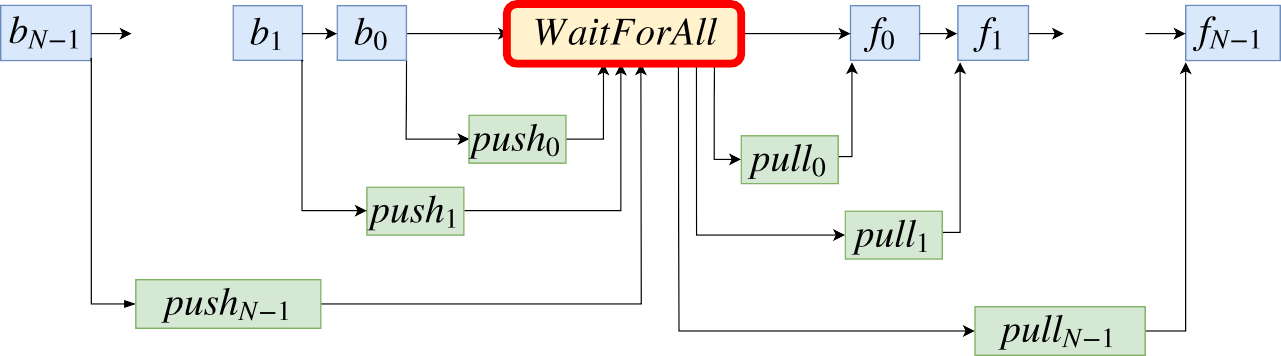 b_{N−1} b_1 b_0 WaitForAll f_0 f_1 f_{N−1}
push_0
pull_0
push_1
pull_1
push_{N−1}
pull_{N−1}